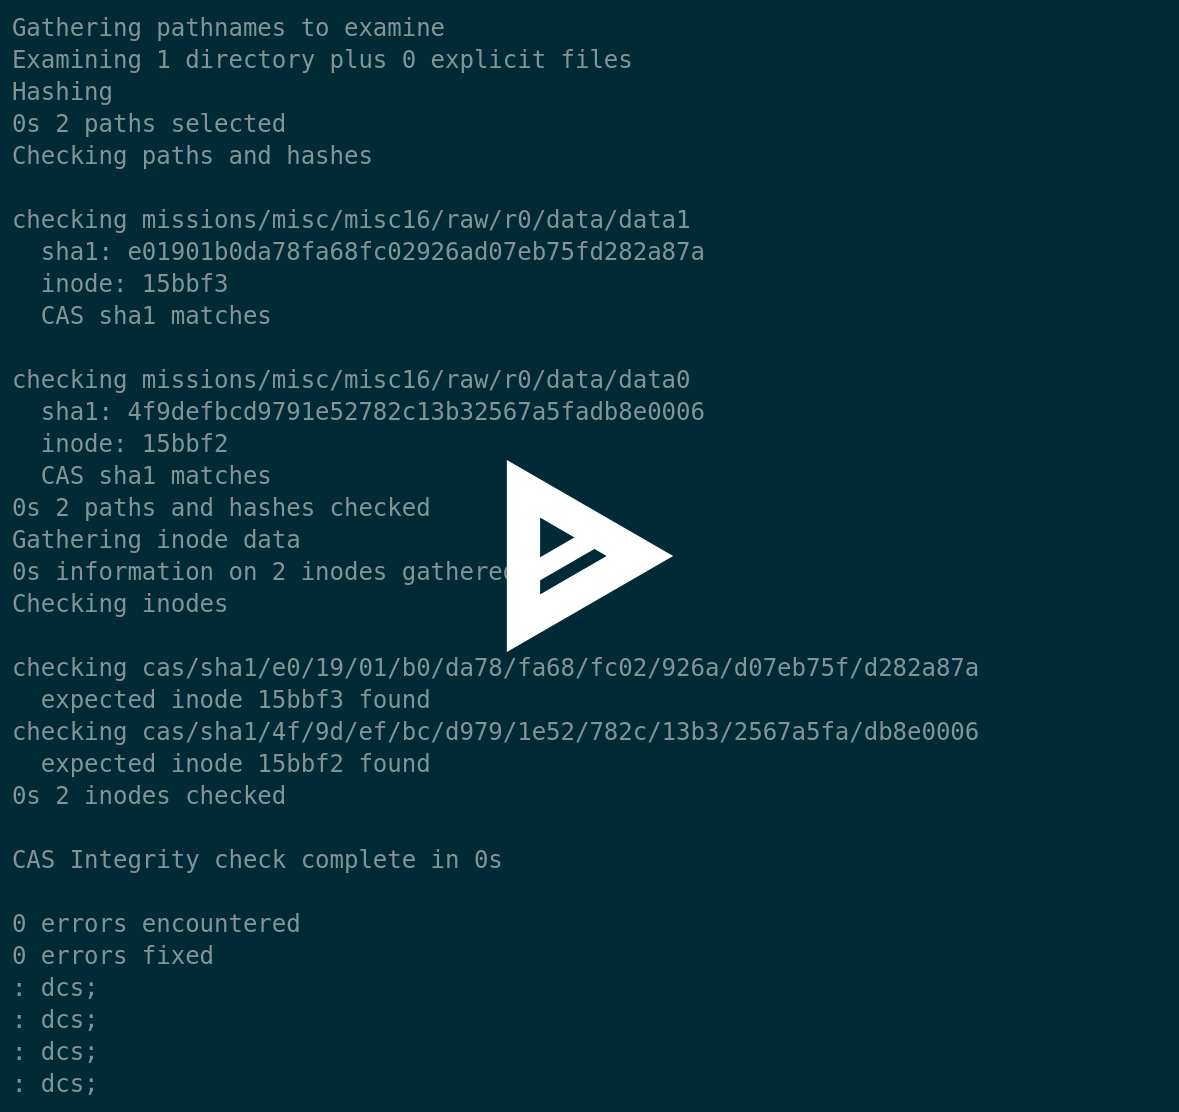 Gathering pathnames to examine
Examining 1 directory plus 0 explicit files
Hashing
0s 2 paths selected
Checking paths and hashes
checking missions/misc/misc16/raw/r0/data/data1
sha1: e01901b0da78fa68fc02926ad07eb75fd282a87a
inode: 15bbf3
CAS sha1 matches
checking missions/misc/misc16/raw/r0/data/data0
sha1: 4f9defbcd9791e52782c13b32567a5fadb8e0006
inode: 15bbf2
CAS sha1 matches
0s 2 paths and hashes checked
Gathering inode data
0s information on 2 inodes gathered
Checking inodes
checking cas/sha1/e0/19/01/b0/da78/fa68/fc02/926a/d07eb75f/d282a87a
expected inode 15bbf3 found
checking cas/sha1/4f/9d/ef/bc/d979/1e52/782c/13b3/2567a5fa/db8e0006
expected inode 15bbf2 found
0s 2 inodes checked
CAS Integrity check complete in 0s
0 errors encountered
0 errors fixed
: dcs;
: dcs;
: dcs;
: dcs;